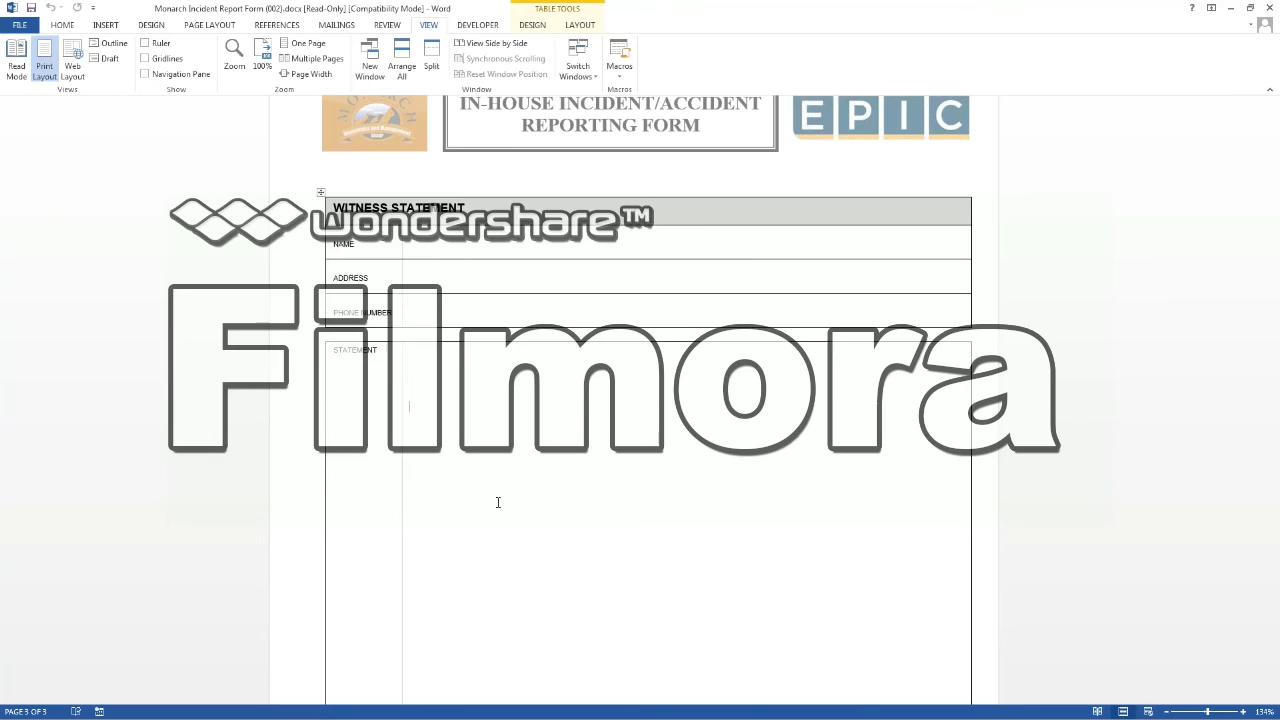 Monarch Incident Report Form (002).docx [Read-Only] [Compatibility Mode] - Word
TABLE TOOLS
?
FILE HOME INSERT DESIGN PAGE LAYOUT REFERENCES MAILINGS REVIEW VIEW DEVELOPER DESIGN LAYOUT
Read Mode
Print Layout
Web Layout
Outline
Draft
Views
Ruler
Gridlines
Navigation Pane
Show
Zoom
100%
One Page
Multiple Pages
Page Width
Zoom
New Window
Arrange All
Split
View Side by Side
Synchronous Scrolling
Reset Window Position
Window
Switch Windows
Macros
Macros
IN-HOUSE INCIDENT/ACCIDENT
REPORTING FORM
EPIC
WITNESS STATEMENT
wondershare™
NAME
ADDRESS
PHONE NUMBER
STATEMENT
Filmora
PAGE 3 OF 3
134%